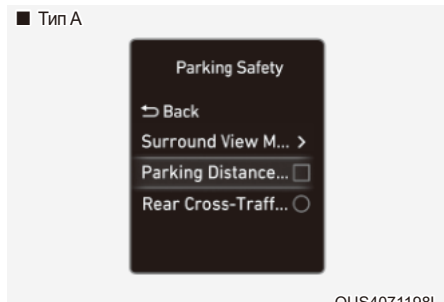 ■ Тип A
Parking Safety
Back
Surround View M... >
Parking Distance...
Rear Cross-Traff...